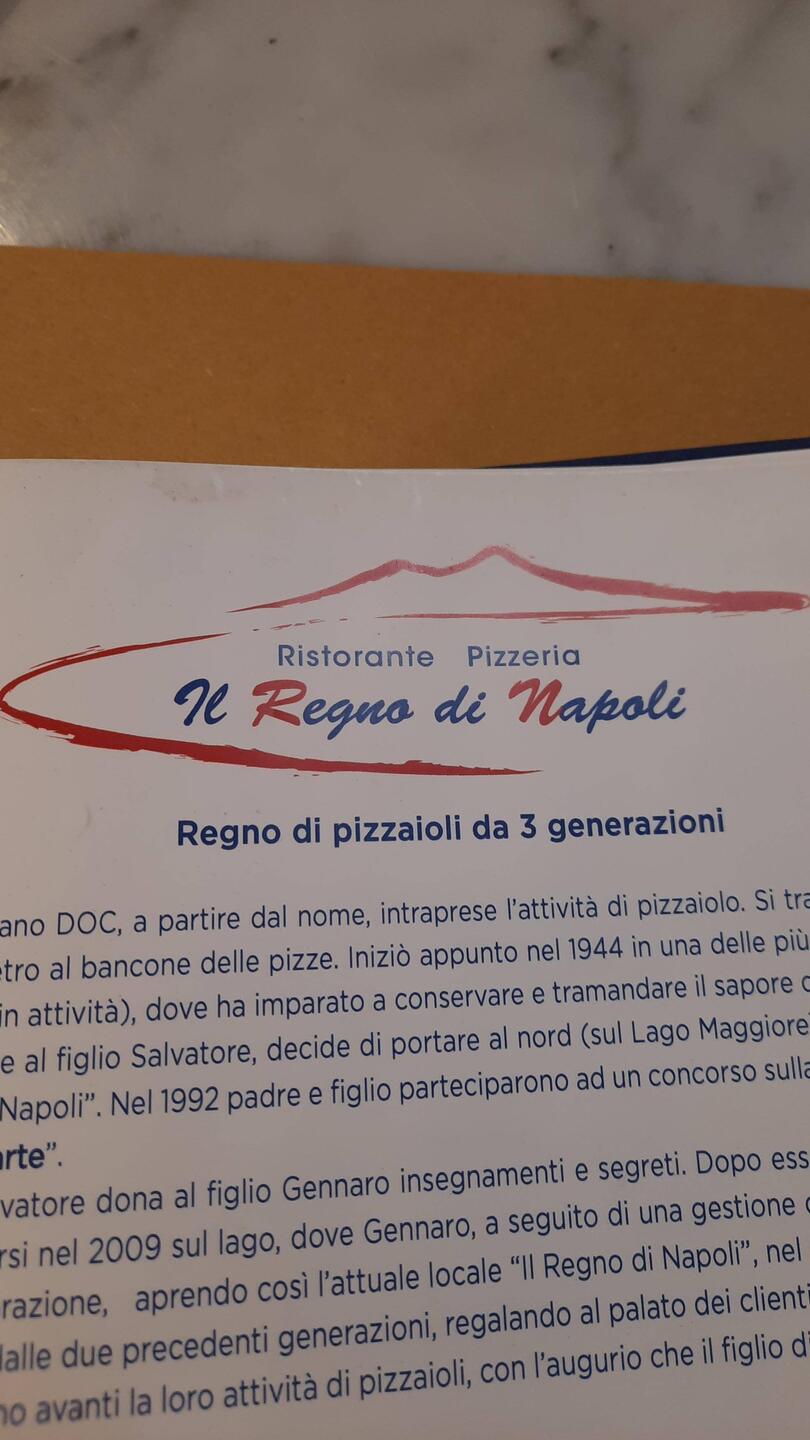 Ristorante Pizzeria
Il Regno di Napoli
Regno di pizzaioli da 3 generazioni
ano DOC, a partire dal nome, intraprese l'attività di pizzaiolo. Si tra
tro al bancone delle pizze. Iniziò appunto nel 1944 in una delle più
in attività), dove ha imparato a conservare e tramandare il sapore
e al figlio Salvatore, decide di portare al nord (sul Lago Maggiore)
Napoli". Nel 1992 padre e figlio parteciparono ad un concorso sulla
arte".
vatore dona al figlio Gennaro insegnamenti e segreti. Dopo ess
rsi nel 2009 sul lago, dove Gennaro, a seguito di una gestione
razione, aprendo così l'attuale locale "Il Regno di Napoli", nel
dalle due precedenti generazioni, regalando al palato dei clienti
no avanti la loro attività di pizzaioli, con l'augurio che il figlio di